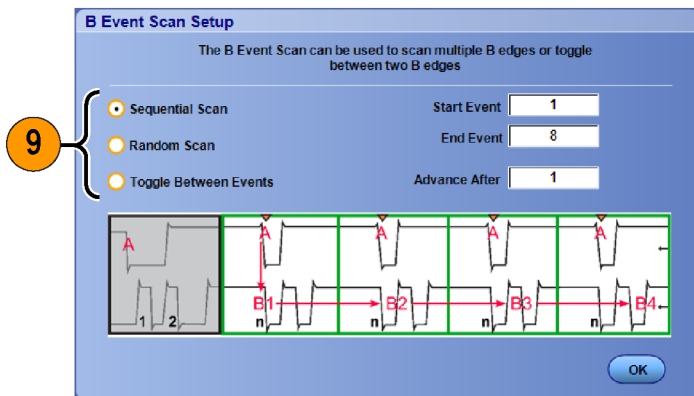 B Event Scan Setup
The B Event Scan can be used to scan multiple B edges or toggle
between two B edges
9
Sequential Scan
Random Scan
Toggle Between Events
Start Event 1
End Event 8
Advance After 1
A A A A A
B1 B2 B3 B4
1 2 n n n n
OK